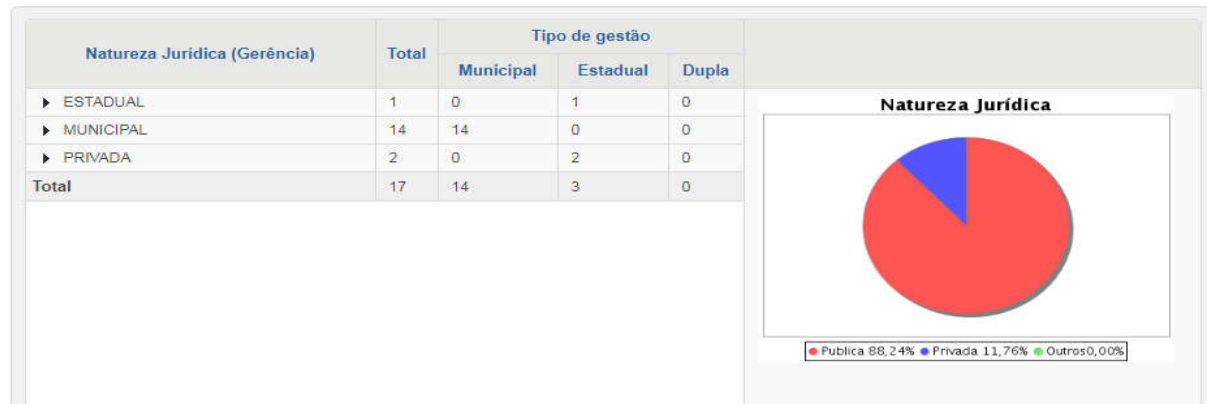 Natureza Jurídica (Gerência) Total Tipo de gestão
Municipal Estadual Dupla
ESTADUAL 1 0 1 0
MUNICIPAL 14 14 0 0
PRIVADA 2 0 2 0
Total 17 14 3 0
Natureza Jurídica
Publica 88,24% Privada 11,76% Outros0,00%